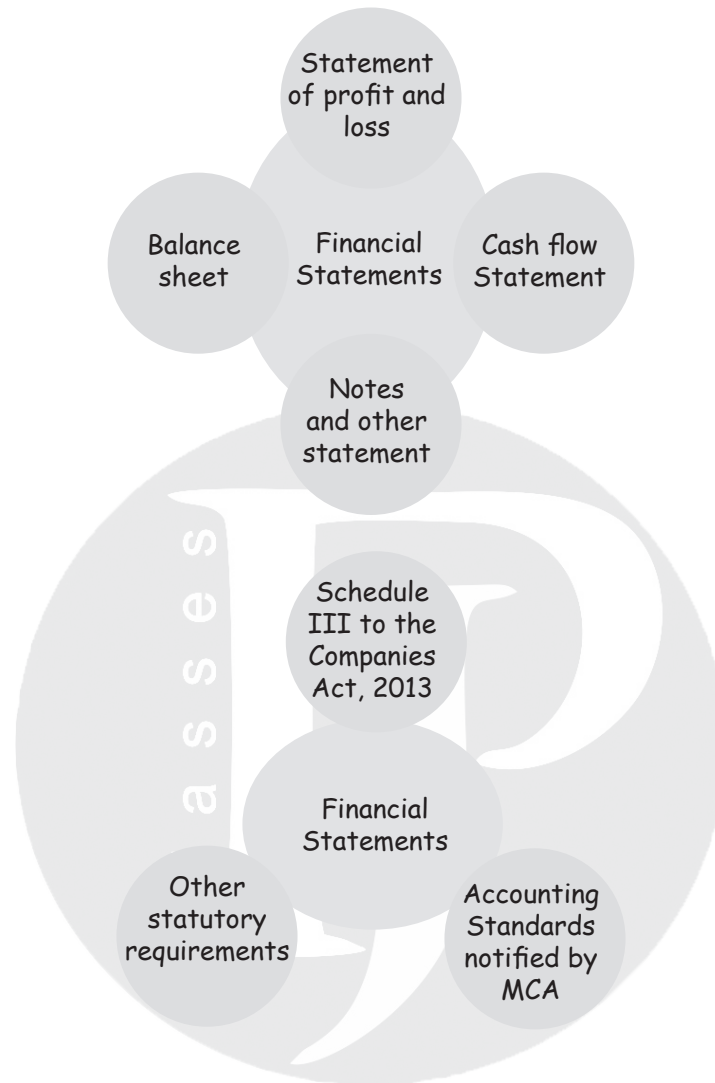 Statement
of profit and
loss
Balance
sheet
Financial
Statements
Cash flow
Statement
Notes
and other
statement
asses
Schedule
III to the
Companies
Act, 2013
Financial
Statements
Other
statutory
requirements
Accounting
Standards
notified by
MCA